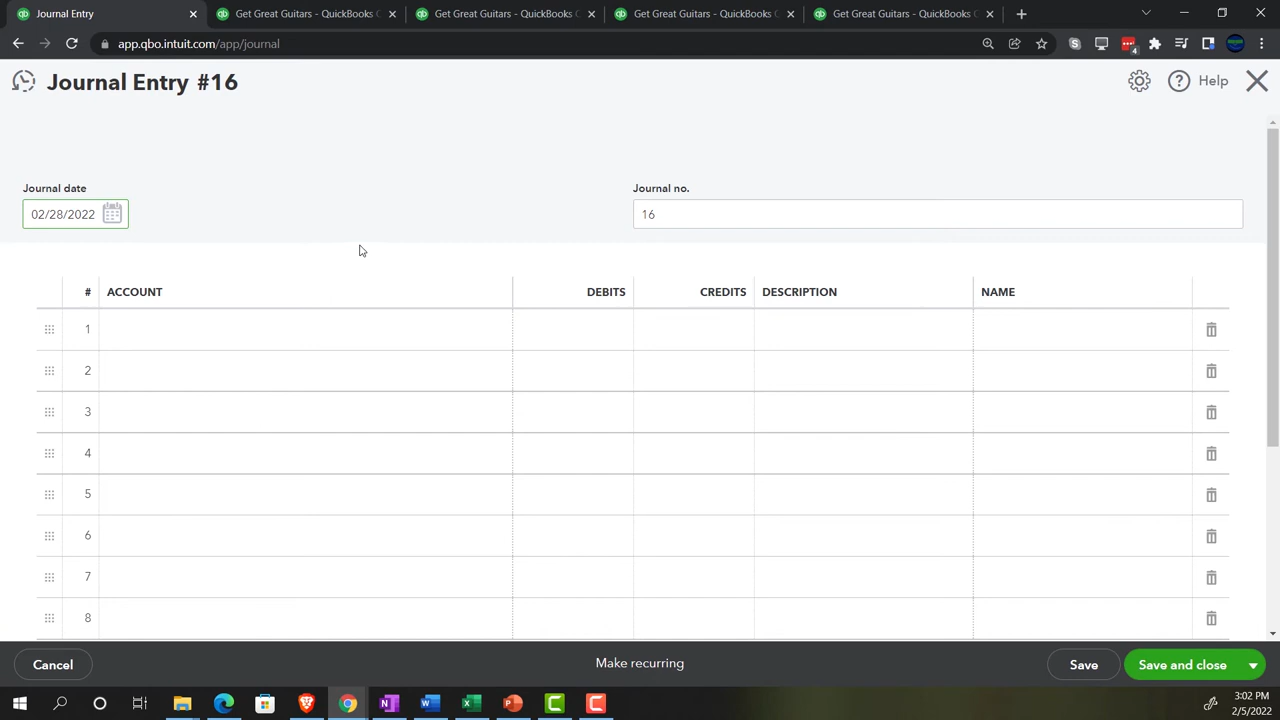 Journal Entry
Get Great Guitars - QuickBooks
Get Great Guitars - QuickBooks
Get Great Guitars - QuickBooks
Get Great Guitars - QuickBooks
app.qbo.intuit.com/app/journal
4
Journal Entry #16
Help
Journal date
Journal no.
02/28/2022
16
# ACCOUNT DEBITS CREDITS DESCRIPTION NAME
1
2
3
4
5
6
7
8
Cancel
Make recurring
Save
Save and close
3:02 PM
2/5/2022